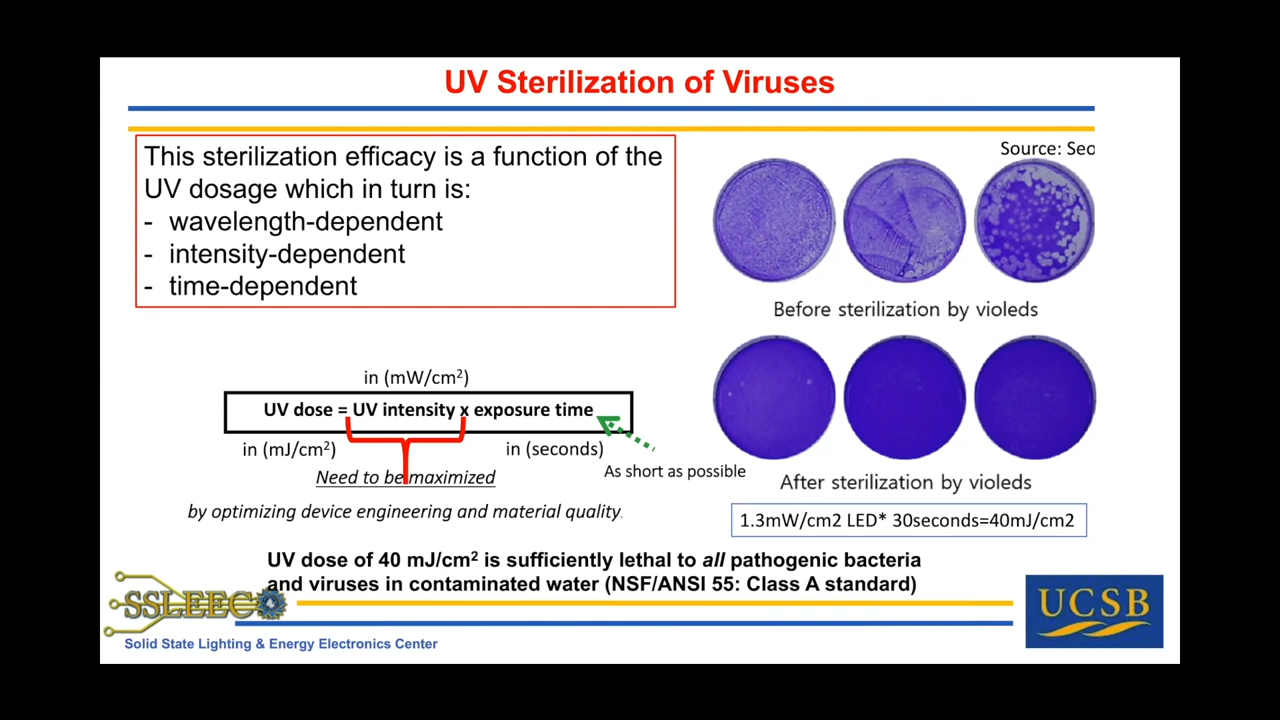 UV Sterilization of Viruses
This sterilization efficacy is a function of the
UV dosage which in turn is:
- wavelength-dependent
- intensity-dependent
- time-dependent
Source: Seo
Before sterilization by violeds
in (mW/cm²)
UV dose = UV intensity x exposure time
in (mJ/cm²)
in (seconds)
Need to be maximized
As short as possible
by optimizing device engineering and material quality.
After sterilization by violeds
1.3mW/cm2 LED* 30seconds=40mJ/cm2
UV dose of 40 mJ/cm² is sufficiently lethal to all pathogenic bacteria
and viruses in contaminated water (NSF/ANSI 55: Class A standard)
SSLEEC
Solid State Lighting & Energy Electronics Center
UCSB